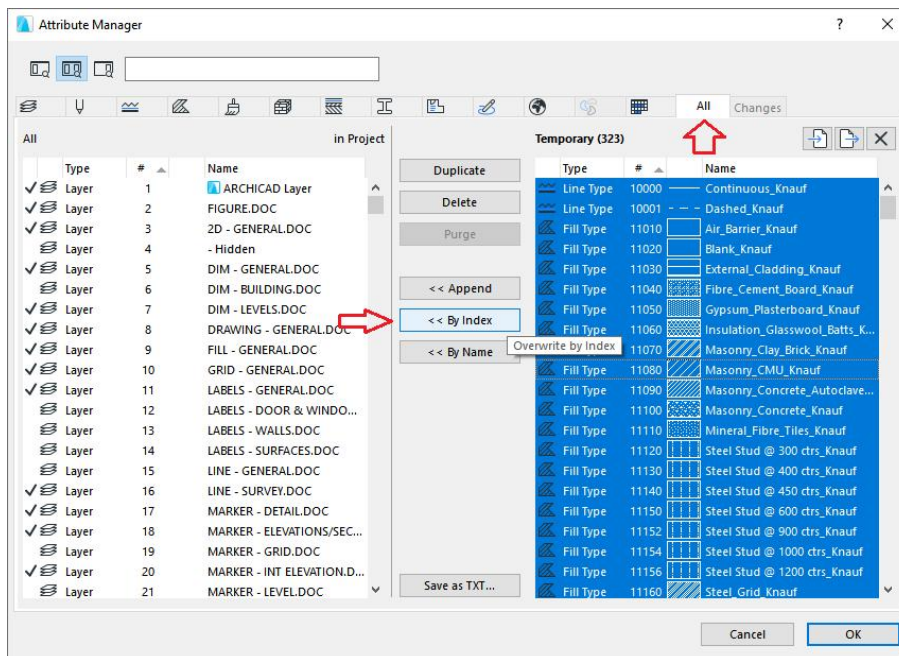 Attribute Manager
?
All
Changes
All
in Project
Temporary (323)
Type # Name
✓ Layer 1 ARCHICAD Layer
✓ Layer 2 FIGURE.DOC
✓ Layer 3 2D - GENERAL.DOC
Layer 4 - Hidden
✓ Layer 5 DIM - GENERAL.DOC
Layer 6 DIM - BUILDING.DOC
✓ Layer 7 DIM - LEVELS.DOC
✓ Layer 8 DRAWING - GENERAL.DOC
✓ Layer 9 FILL - GENERAL.DOC
✓ Layer 10 GRID - GENERAL.DOC
✓ Layer 11 LABELS - GENERAL.DOC
Layer 12 LABELS - DOOR & WINDO...
Layer 13 LABELS - WALLS.DOC
Layer 14 LABELS - SURFACES.DOC
Layer 15 LINE - GENERAL.DOC
✓ Layer 16 LINE - SURVEY.DOC
✓ Layer 17 MARKER - DETAIL.DOC
✓ Layer 18 MARKER - ELEVATIONS/SEC...
Layer 19 MARKER - GRID.DOC
✓ Layer 20 MARKER - INT ELEVATION.D...
Layer 21 MARKER - LEVEL.DOC
Duplicate
Delete
Purge
<< Append
<< By Index
Overwrite by Index
<< By Name
Save as TXT...
Type # Name
Line Type 10000 Continuous_Knauf
Line Type 10001 Dashed_Knauf
Fill Type 11010 Air_Barrier_Knauf
Fill Type 11020 Blank_Knauf
Fill Type 11030 External_Cladding_Knauf
Fill Type 11040 Fibre_Cement_Board_Knauf
Fill Type 11050 Gypsum_Plasterboard_Knauf
Fill Type 11060 Insulation_Glasswool_Batts_K...
11070 Masonry_Clay_Brick_Knauf
Fill Type 11080 Masonry_CMU_Knauf
Fill Type 11090 Masonry_Concrete_Autoclave...
Fill Type 11100 Masonry_Concrete_Knauf
Fill Type 11110 Mineral_Fibre_Tiles_Knauf
Fill Type 11120 Steel Stud @ 300 ctrs_Knauf
Fill Type 11130 Steel Stud @ 400 ctrs_Knauf
Fill Type 11140 Steel Stud @ 450 ctrs_Knauf
Fill Type 11150 Steel Stud @ 600 ctrs_Knauf
Fill Type 11152 Steel Stud @ 900 ctrs_Knauf
Fill Type 11154 Steel Stud @ 1000 ctrs_Knauf
Fill Type 11156 Steel Stud @ 1200 ctrs_Knauf
Fill Type 11160 Steel_Grid_Knauf
Cancel
OK